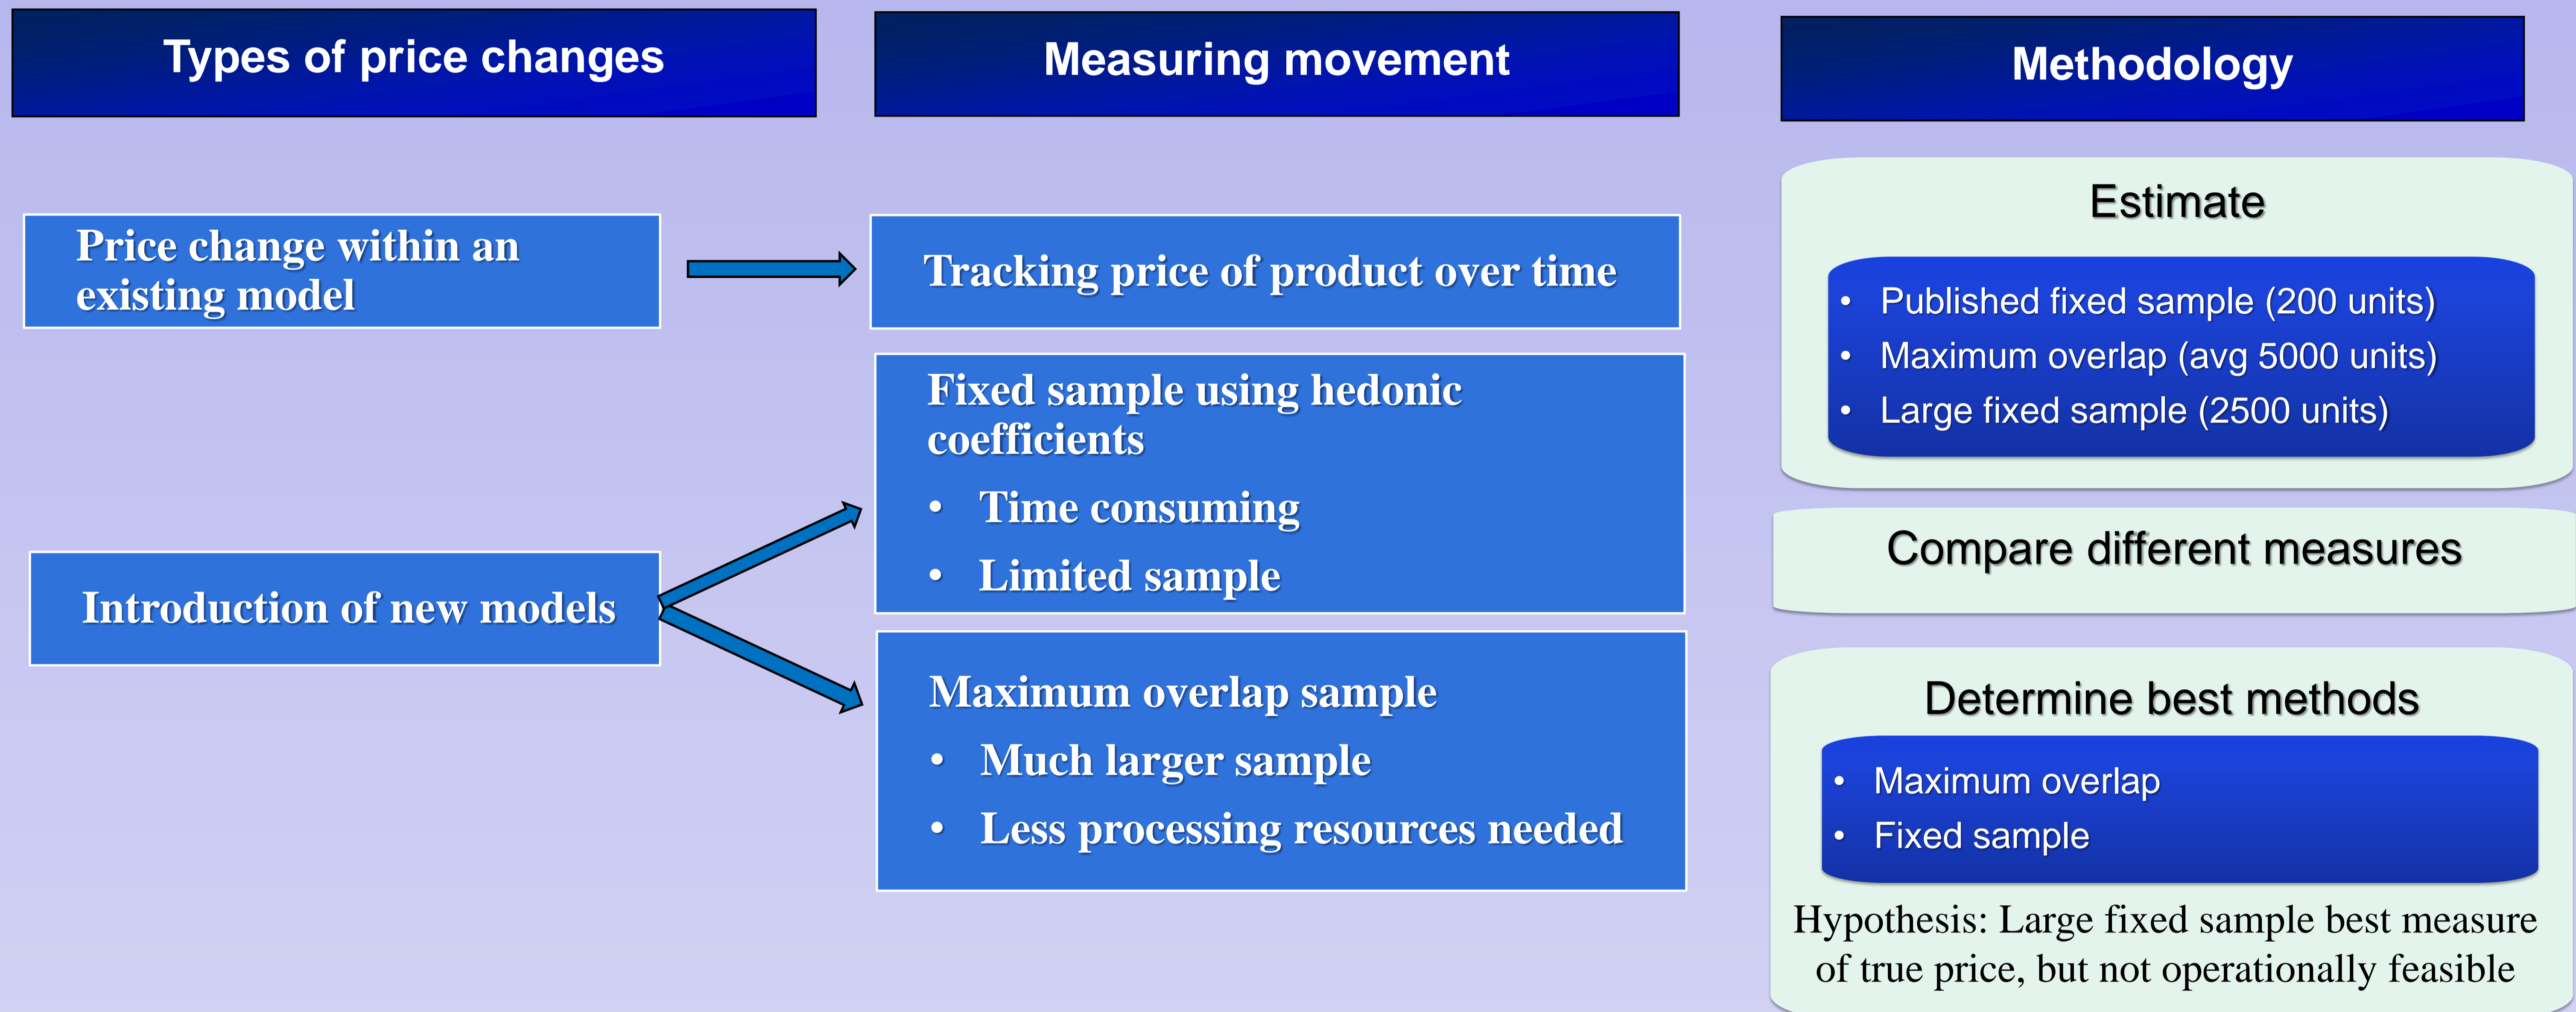 Types of price changes
Price change within an
existing model
Introduction of new models
Measuring movement
Tracking price of product over time
Fixed sample using hedonic
coefficients
• Time consuming
• Limited sample
Maximum overlap sample
• Much larger sample
• Less processing resources needed
Methodology
Estimate
• Published fixed sample (200 units)
• Maximum overlap (avg 5000 units)
• Large fixed sample (2500 units)
Compare different measures
Determine best methods
• Maximum overlap
• Fixed sample
Hypothesis: Large fixed sample best measure
of true price, but not operationally feasible